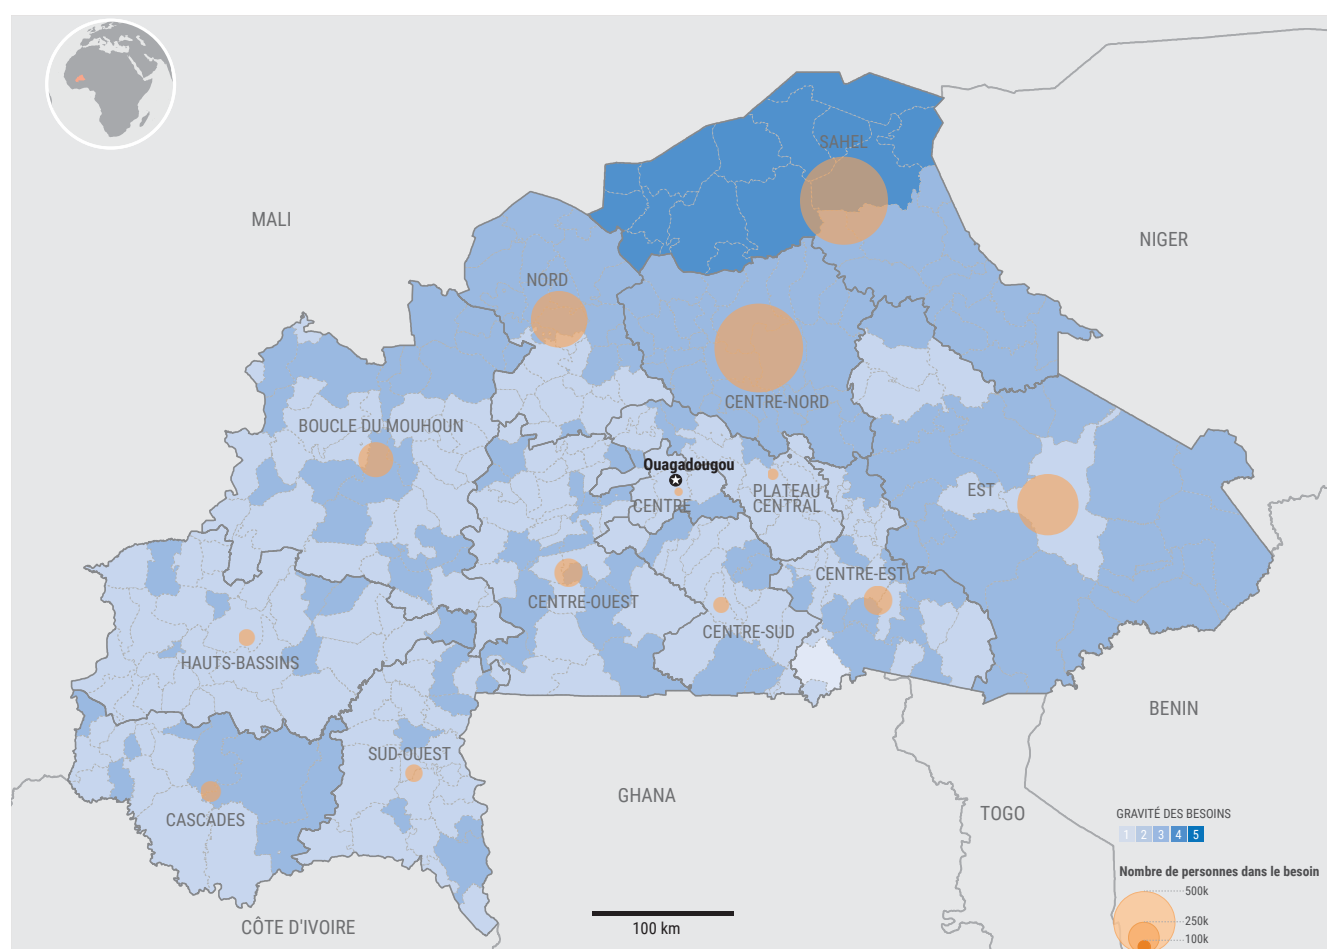 SAHEL
MALI
NIGER
NORD
CENTRE-NORD
BOUCLE DU MOUHOUN
Ouagadougou
CENTRE
PLATEAU
CENTRAL
EST
CENTRE-EST
CENTRE-OUEST
CENTRE-SUD
HAUTS-BASSINS
BENIN
SUD-OUEST
GHANA
TOGO
CASCADES
CÔTE D'IVOIRE
100 km
GRAVITÉ DES BESOINS
1 2 3 4 5
Nombre de personnes dans le besoin
500k
250k
100k